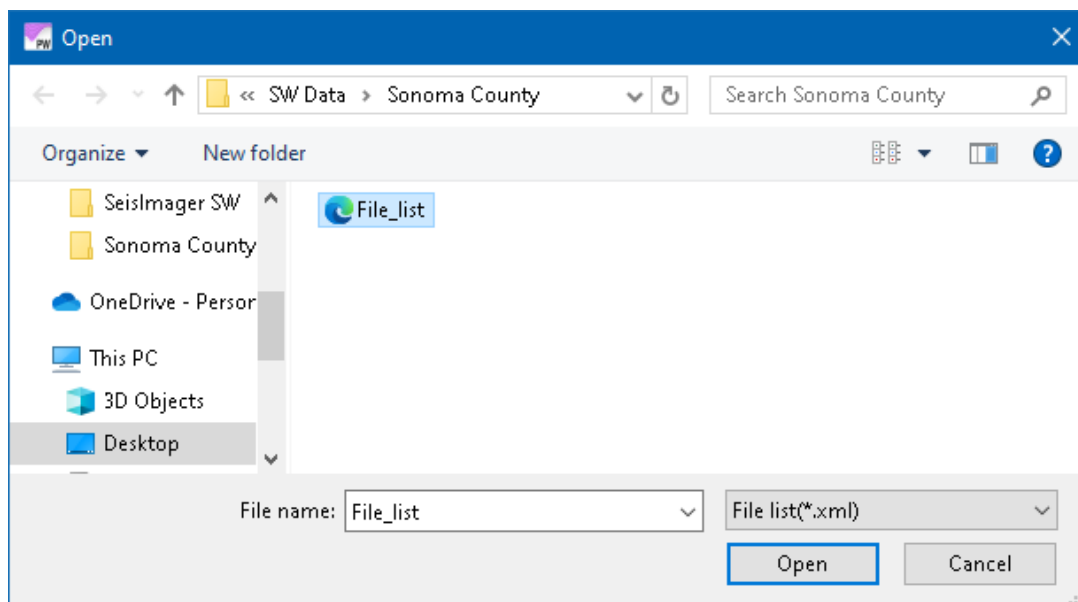 PW Open
« SW Data > Sonoma County
Search Sonoma County
Organize
New folder
?
SeisImager SW
Sonoma County
OneDrive - Person
This PC
3D Objects
Desktop
File_list
File name: File_list
File list(*.xml)
Open
Cancel